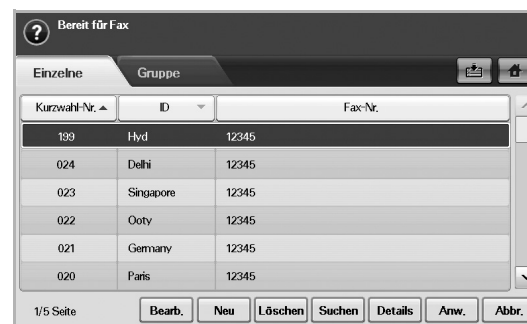 Bereit für Fax
Einzelne Gruppe
Kurzwahl-Nr. ID Fax-Nr.
199 Hyd 12345
024 Delhi 12345
023 Singapore 12345
022 Ooty 12345
021 Germany 12345
020 Paris 12345
1/5 Seite Bearb. Neu Löschen Suchen Details Anw. Abbr.